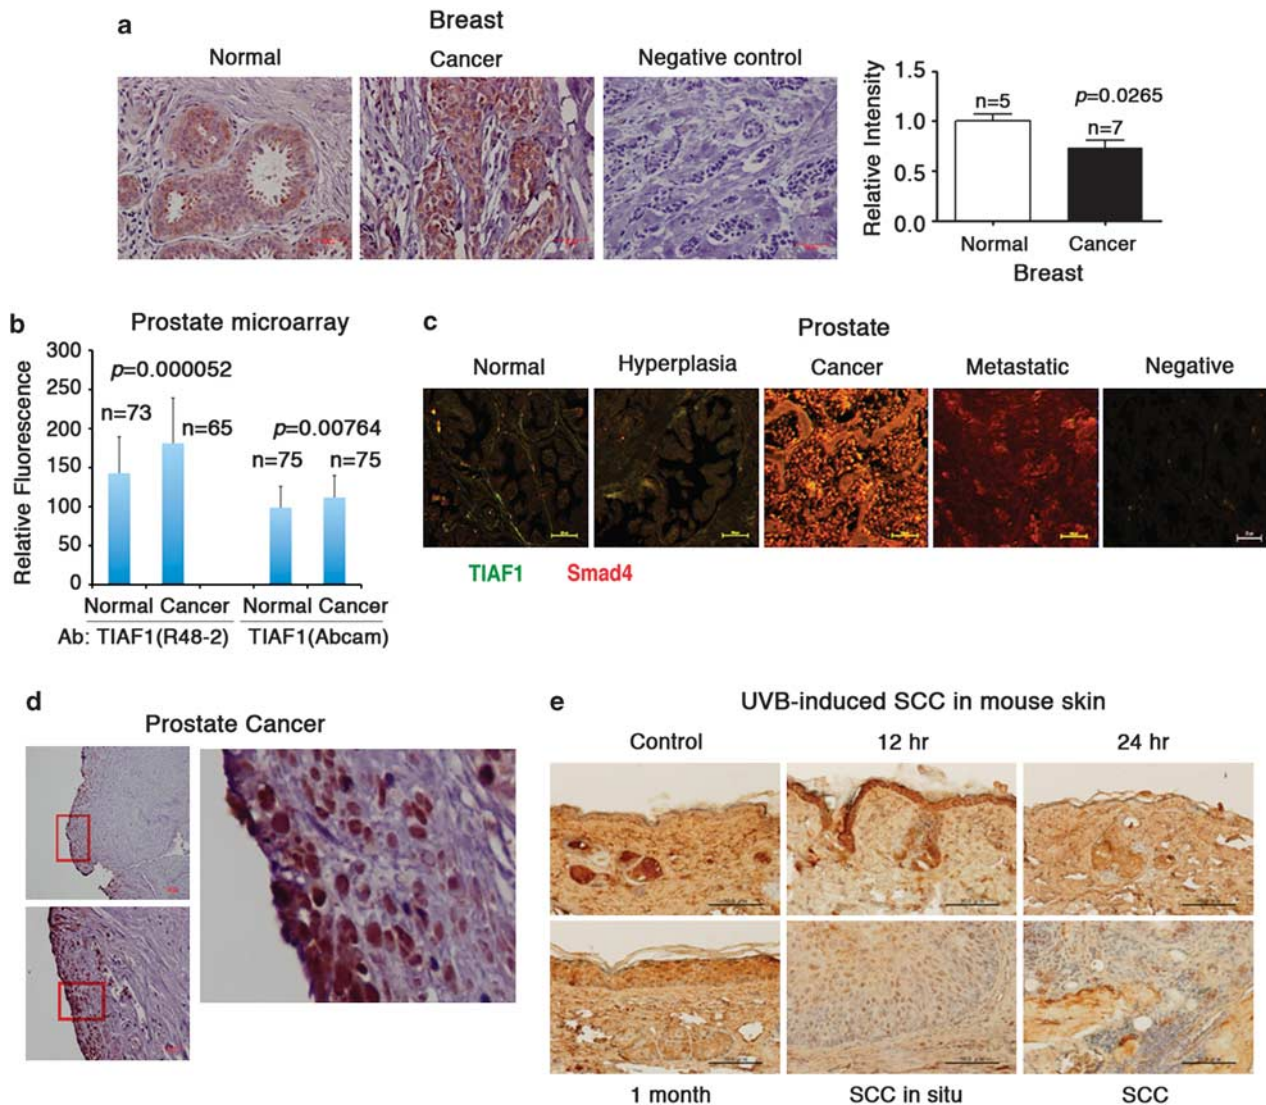 a
Breast
Normal
Cancer
Negative control
1.5
1.0
0.5
0.0
Relative Intensity
n=5
p=0.0265
n=7
Normal
Cancer
Breast
b
Prostate microarray
300
250
200
150
100
50
0
Relative Fluorescence
p=0.000052
n=73
n=65
p=0.00764
n=75
n=75
Normal Cancer
Normal Cancer
Ab: TIAF1(R48-2)
TIAF1(Abcam)
c
Prostate
Normal
Hyperplasia
Cancer
Metastatic
Negative
TIAF1
Smad4
d
Prostate Cancer
e
UVB-induced SCC in mouse skin
Control
12 hr
24 hr
1 month
SCC in situ
SCC